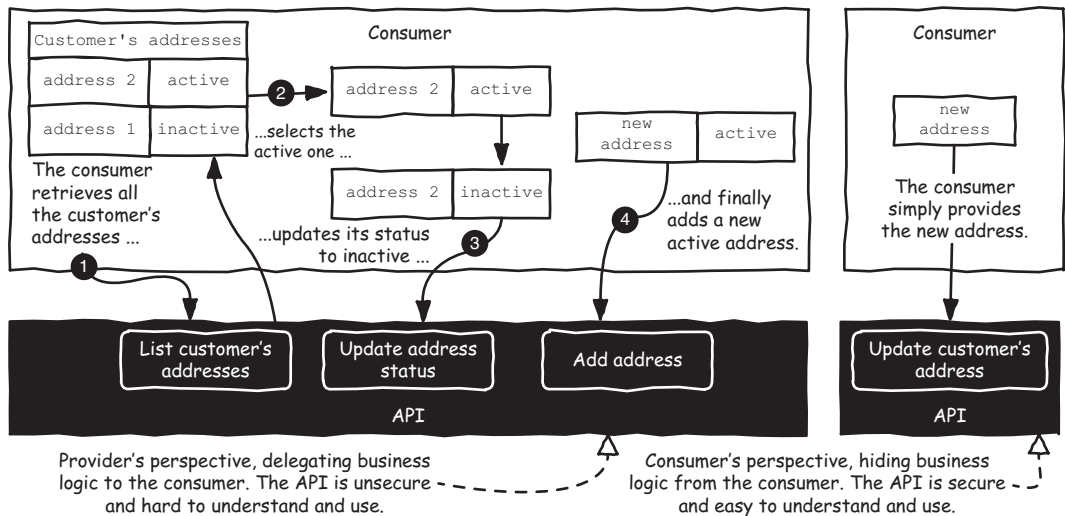 Consumer
Customer's addresses
address 2 active
address 1 inactive
The consumer
retrieves all
the customer's
addresses ...
1
2
...selects the
active one ...
address 2 active
address 2 inactive
...updates its status
to inactive ...
3
new
address
active
4
...and finally
adds a new
active address.
List customer's
addresses
Update address
status
Add address
API
Provider's perspective, delegating business
logic to the consumer. The API is unsecure
and hard to understand and use.
Consumer
new
address
The consumer
simply provides
the new address.
Update customer's
address
API
Consumer's perspective, hiding business
logic from the consumer. The API is secure
and easy to understand and use.